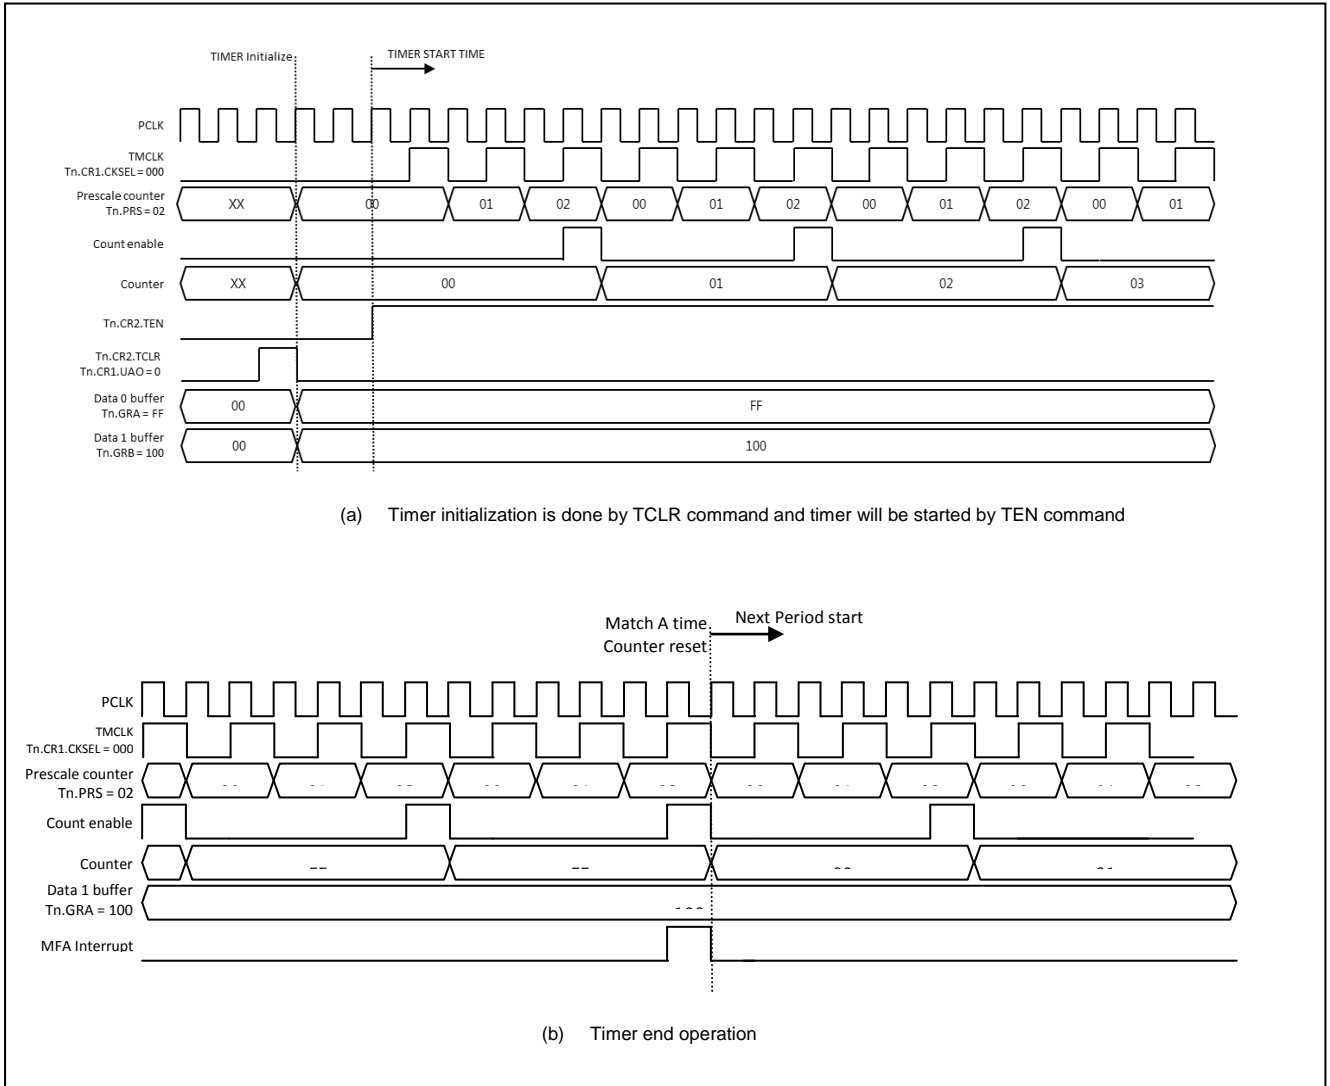 TIMER Initialize
TIMER START TIME
PCLK
TMCLK
Tn.CR1.CKSEL = 000
Prescale counter
Tn.PRS = 02
XX 00 01 02 00 01 02 00 01 02 00 01
Count enable
Counter
XX 00 01 02 03
Tn.CR2.TEN
Tn.CR2.TCLR
Tn.CR1.UAO = 0
Data 0 buffer
Tn.GRA = FF
00 FF
Data 1 buffer
Tn.GRB = 100
00 100
(a) Timer initialization is done by TCLR command and timer will be started by TEN command
Match A time
Counter reset
Next Period start
PCLK
TMCLK
Tn.CR1.CKSEL = 000
Prescale counter
Tn.PRS = 02
Count enable
Counter
Data 1 buffer
Tn.GRA = 100
MFA Interrupt
(b) Timer end operation